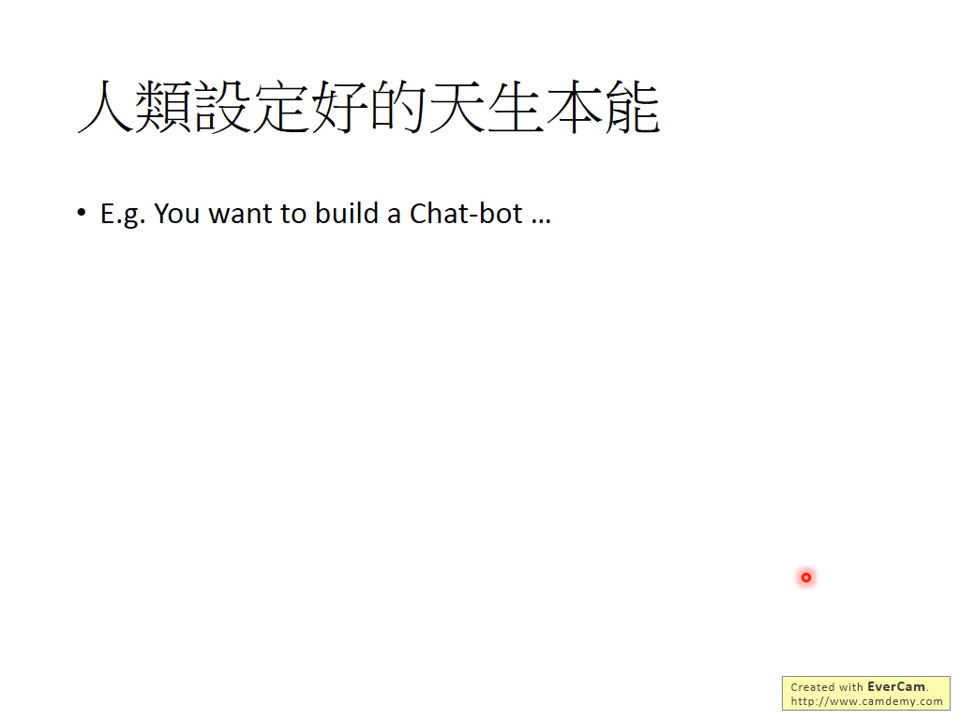 人類設定好的天生本能
• E.g. You want to build a Chat-bot …
Created with EverCam.
http://www.camdemy.com